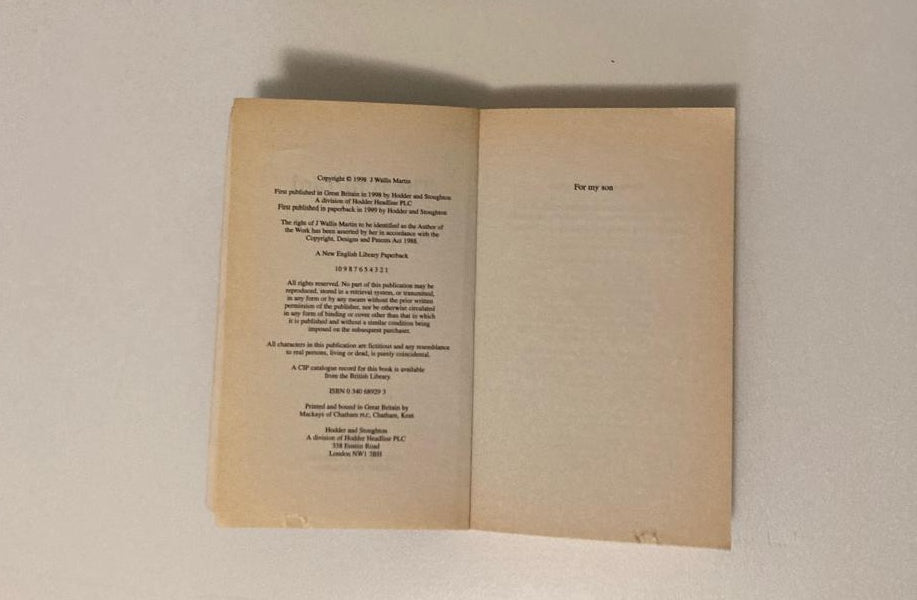 Copyright © 1998 J Wallis Martin
First published in Great Britain in 1998 by Hodder and Stoughton
A division of Hodder Headline PLC
First published in paperback in 1999 by Hodder and Stoughton
The right of J Wallis Martin to be identified as the Author of
the Work has been asserted by her in accordance with the
Copyright, Designs and Patents Act 1988.
A New English Library Paperback
10 9 8 7 6 5 4 3 2 1
All rights reserved. No part of this publication may be
reproduced, stored in a retrieval system, or transmitted,
in any form or by any means without the prior written
permission of the publisher, nor be otherwise circulated
in any form of binding or cover other than that in which
it is published and without a similar condition being
imposed on the subsequent purchaser.
All characters in this publication are fictitious and any resemblance
to real persons, living or dead, is purely coincidental.
A CIP catalogue record for this book is available
from the British Library
ISBN 0 340 68929 3
Printed and bound in Great Britain by
Mackays of Chatham PLC, Chatham, Kent
Hodder and Stoughton
A division of Hodder Headline PLC
338 Euston Road
London NW1 3BH
For my son